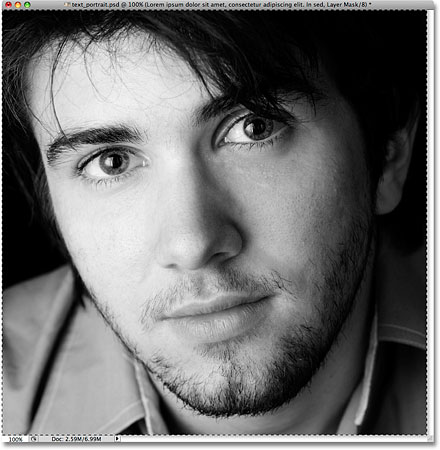 text_portrait.psd @ 100% (Lorem ipsum dolor sit amet, consectetur adipiscing elit. In sed, Layer Mask/8) *
100% Doc: 2.59M/6.99M